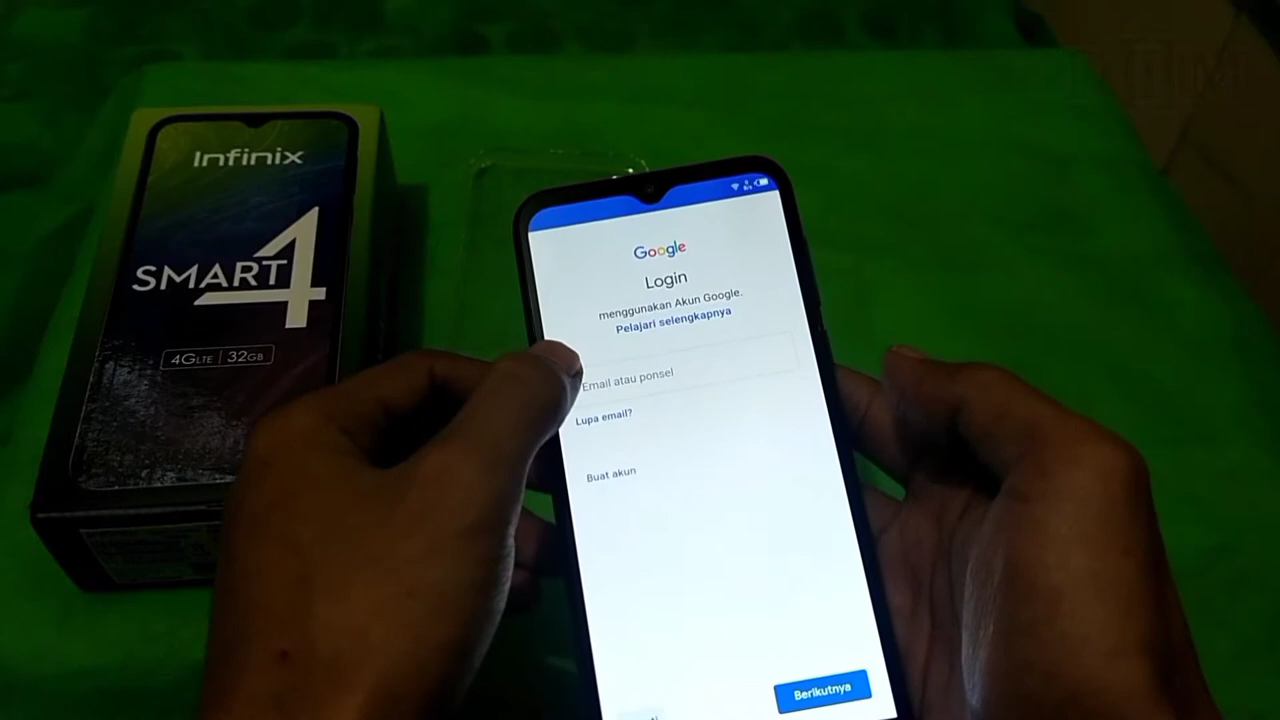 Infinix
SMART 4
4G LTE | 32GB
Google
Login
menggunakan Akun Google.
Pelajari selengkapnya
Email atau ponsel
Lupa email?
Buat akun
Berikutnya